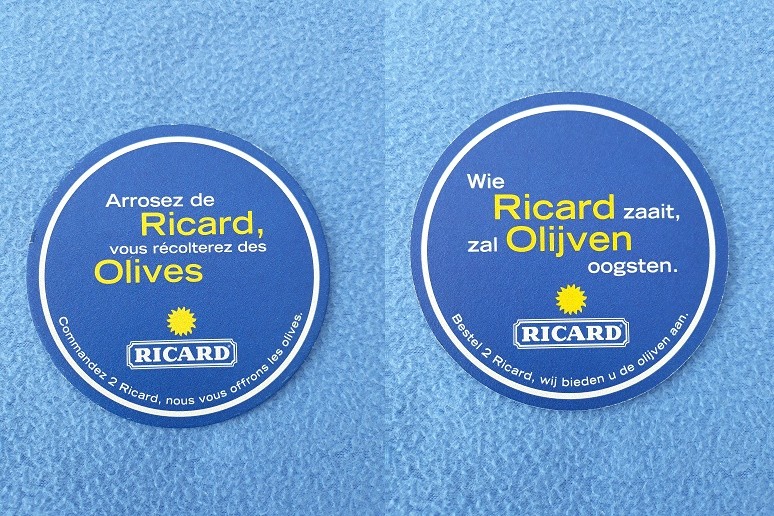 Arrosez de
Ricard,
vous récolterez des
Olives
RICARD
Commandez 2 Ricard, nous vous offrons les olives.
Wie
Ricard zaait,
zal Olijven
oogsten.
RICARD
Bestel 2 Ricard, wij bieden u de olijven aan.